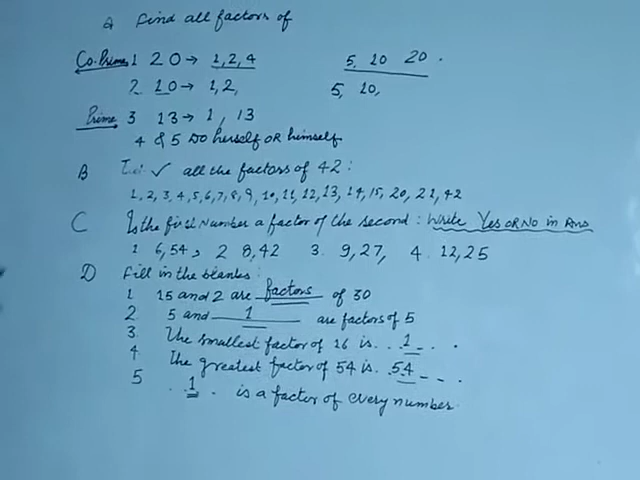 A Find all factors of
Co.Prime 1 20→ 1,2,4 5, 10 20.
2. 10→ 1,2, 5, 10,
Prime 3 13→ 1, 13
4 & 5 Do herself OR himself
B ✓ all the factors of 42:
1, 2, 3, 4, 5, 6, 7, 8, 9, 10, 11, 12, 13, 14, 15, 20, 21, 42
C Is the first number a factor of the second: Write Yes OR No in Ans
1 6,54, 2 8,42 3. 9,27, 4. 12,25
D Fill in the blanks:
1 15 and 2 are factors of 30
2. 5 and 1 are factors of 5
3. The smallest factor of 16 is. . 1 - . .
4 The greatest factor of 54 is. . 54 - - .
5 . . 1 . is a factor of every number.